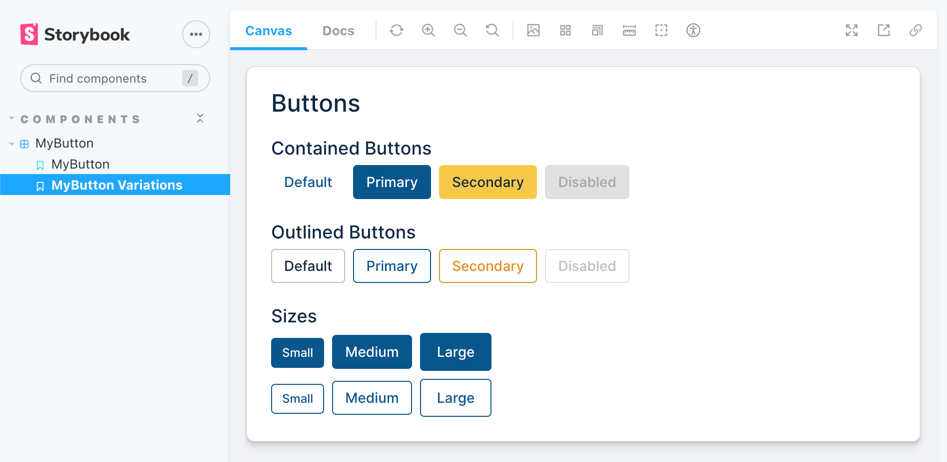 Storybook
Canvas Docs
Find components /
COMPONENTS
MyButton
MyButton
MyButton Variations
Buttons
Contained Buttons
Default Primary Secondary Disabled
Outlined Buttons
Default Primary Secondary Disabled
Sizes
Small Medium Large
Small Medium Large